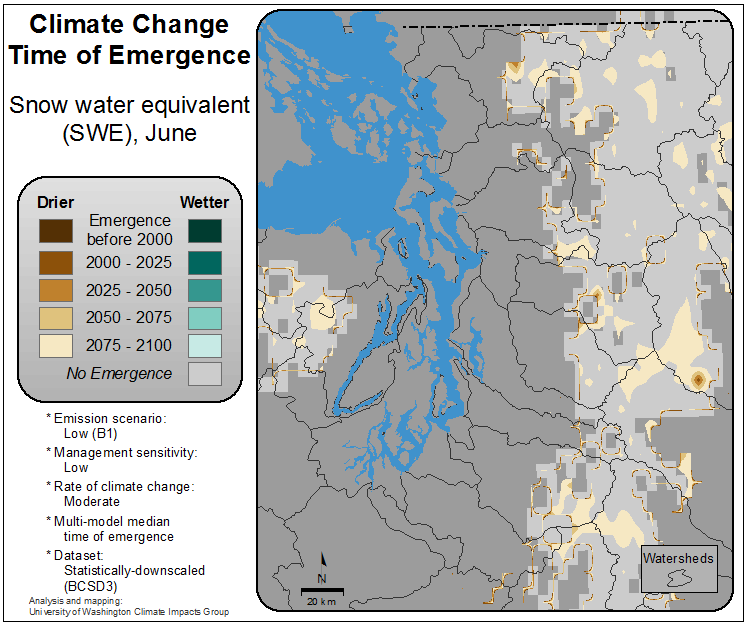 Climate Change
Time of Emergence
Snow water equivalent
(SWE), June
Drier Wetter
Emergence
before 2000
2000 - 2025
2025 - 2050
2050 - 2075
2075 - 2100
No Emergence
* Emission scenario:
Low (B1)
* Management sensitivity:
Low
* Rate of climate change:
Moderate
* Multi-model median
time of emergence
* Dataset:
Statistically-downscaled
(BCSD3)
Analysis and mapping:
University of Washington Climate Impacts Group
N
20 km
Watersheds